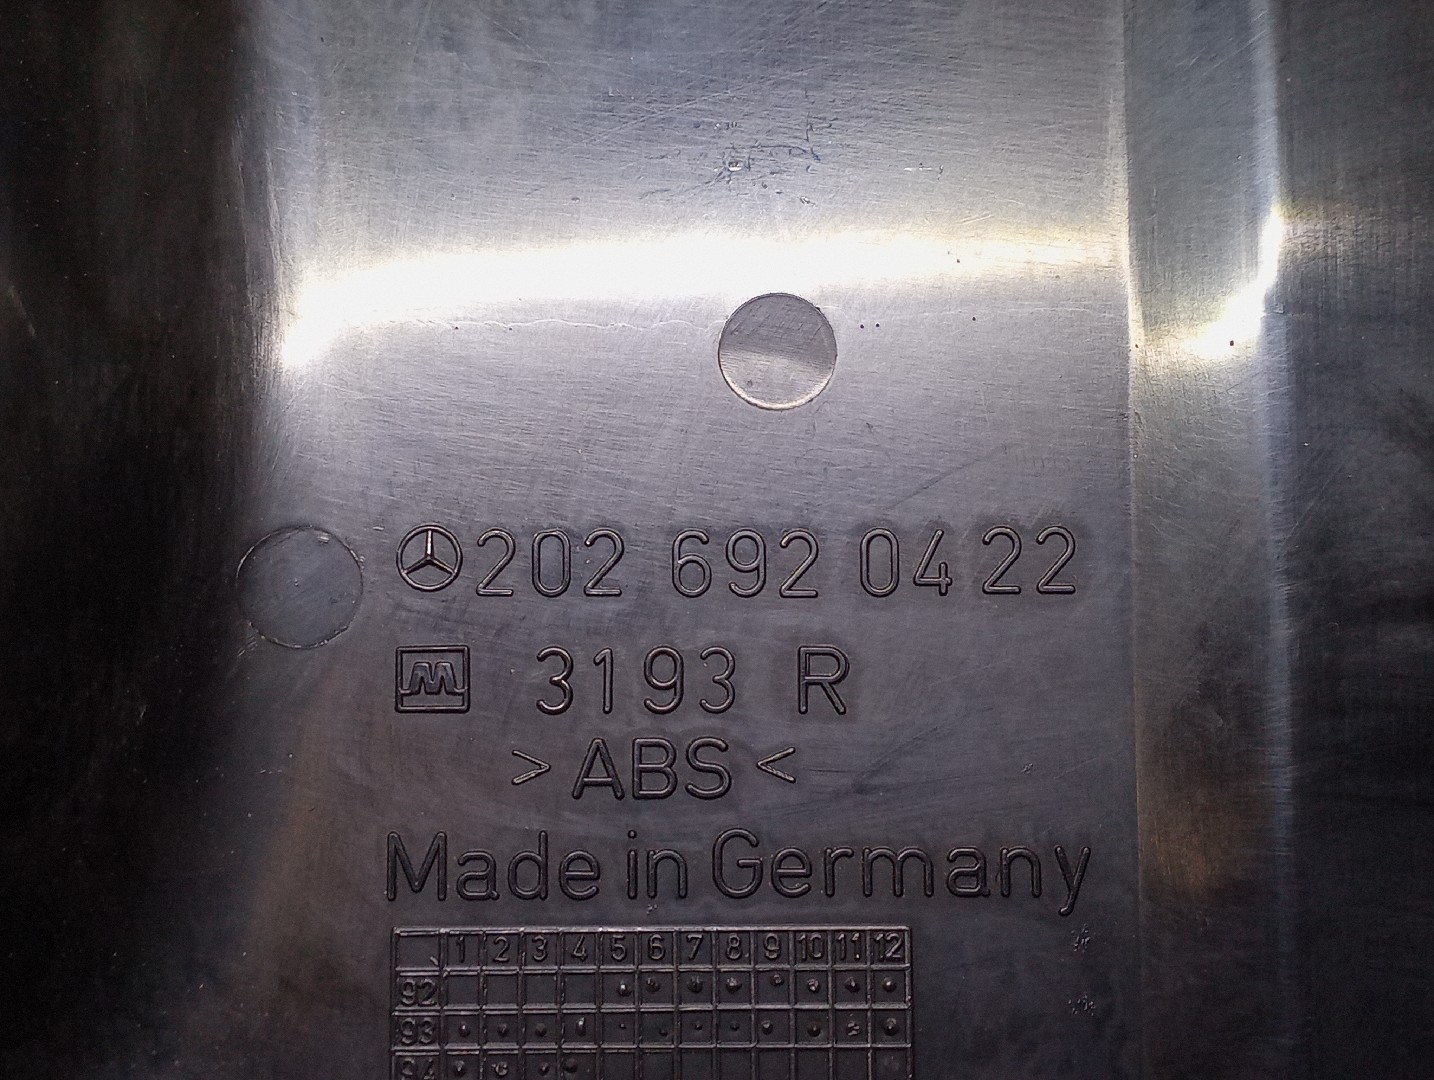 202 692 04 22
M 3193 R
> ABS <
Made in Germany
1 2 3 4 5 6 7 8 9 10 11 12
92
93
94